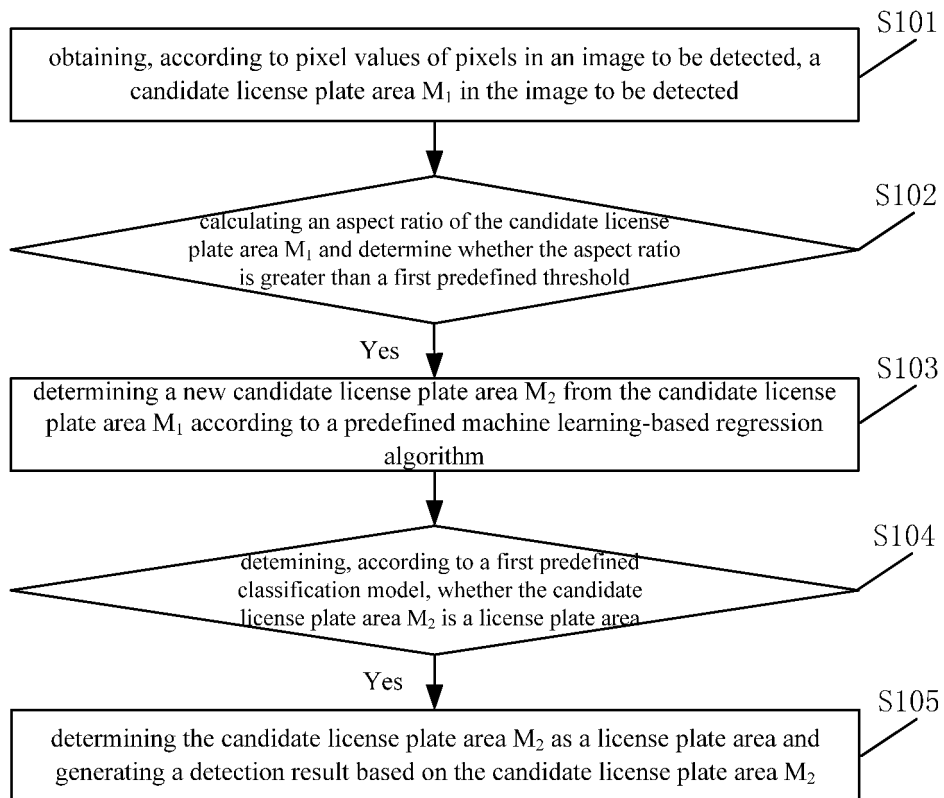 S101
obtaining, according to pixel values of pixels in an image to be detected, a
candidate license plate area M₁ in the image to be detected
S102
calculating an aspect ratio of the candidate license
plate area M₁ and determine whether the aspect ratio
is greater than a first predefined threshold
Yes
S103
determining a new candidate license plate area M₂ from the candidate license
plate area M₁ according to a predefined machine learning-based regression
algorithm
S104
detemining, according to a first predefined
classification model, whether the candidate
license plate area M₂ is a license plate area
Yes
S105
determining the candidate license plate area M₂ as a license plate area and
generating a detection result based on the candidate license plate area M₂